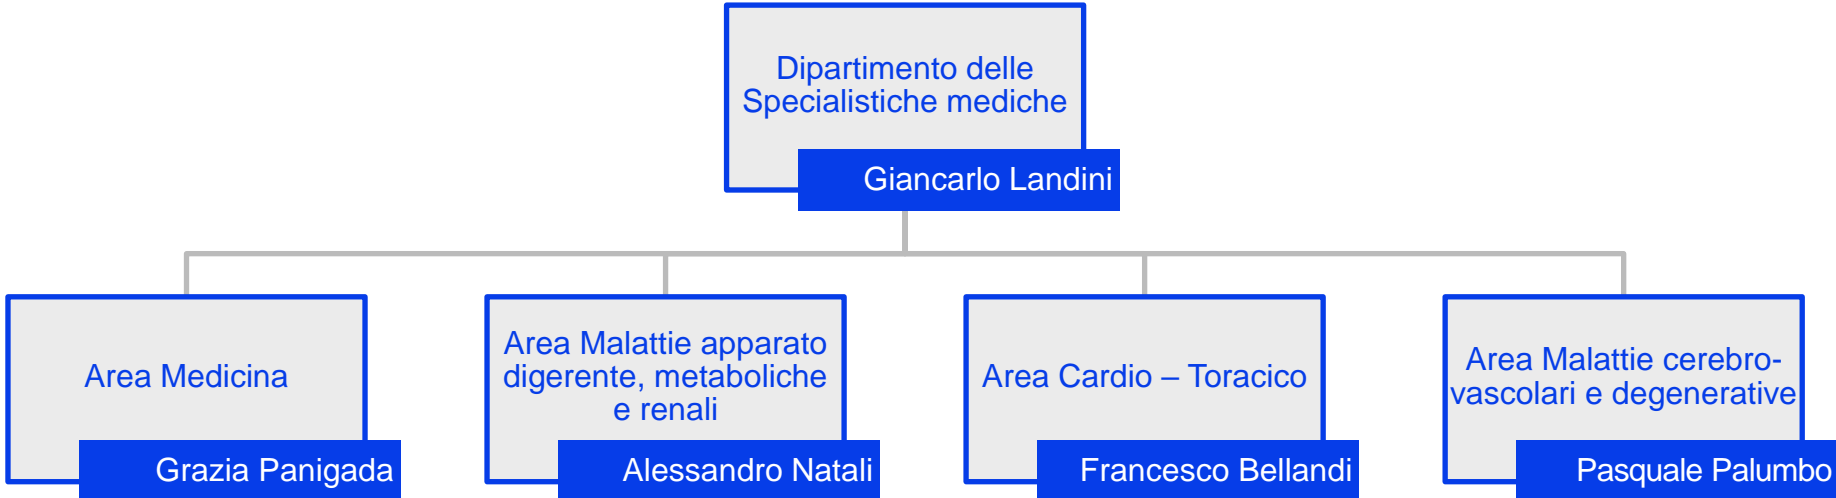 Dipartimento delle
Specialistiche mediche
Giancarlo Landini
Area Medicina
Grazia Panigada
Area Malattie apparato
digerente, metaboliche
e renali
Alessandro Natali
Area Cardio – Toracico
Francesco Bellandi
Area Malattie cerebro-
vascolari e degenerative
Pasquale Palumbo